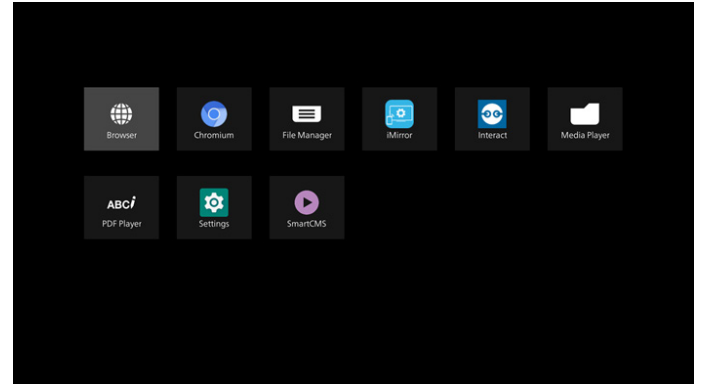 Browser
Chromium
File Manager
iMirror
Interact
Media Player
ABCi
PDF Player
Settings
SmartCMS